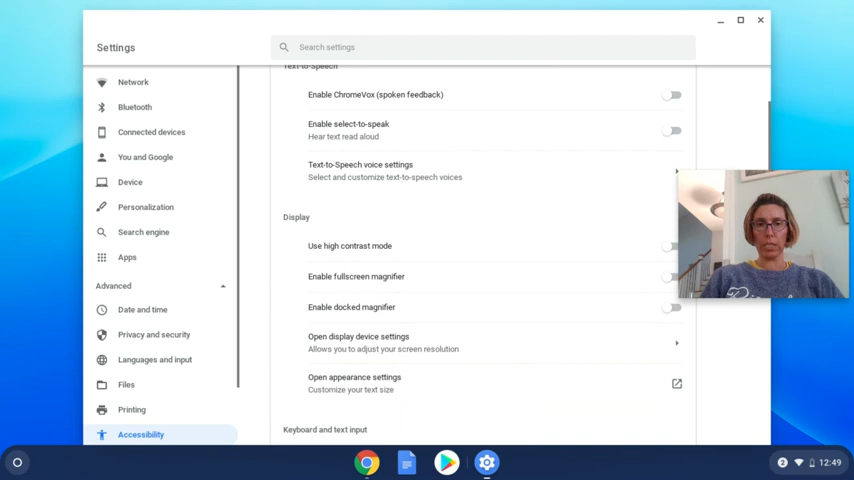 Settings
Search settings
Network
Bluetooth
Connected devices
You and Google
Device
Personalization
Search engine
Apps
Advanced
Date and time
Privacy and security
Languages and input
Files
Printing
Accessibility
Text-to-Speech
Enable ChromeVox (spoken feedback)
Enable select-to-speak
Hear text read aloud
Text-to-Speech voice settings
Select and customize text-to-speech voices
Display
Use high contrast mode
Enable fullscreen magnifier
Enable docked magnifier
Open display device settings
Allows you to adjust your screen resolution
Open appearance settings
Customize your text size
Keyboard and text input
2
12:49